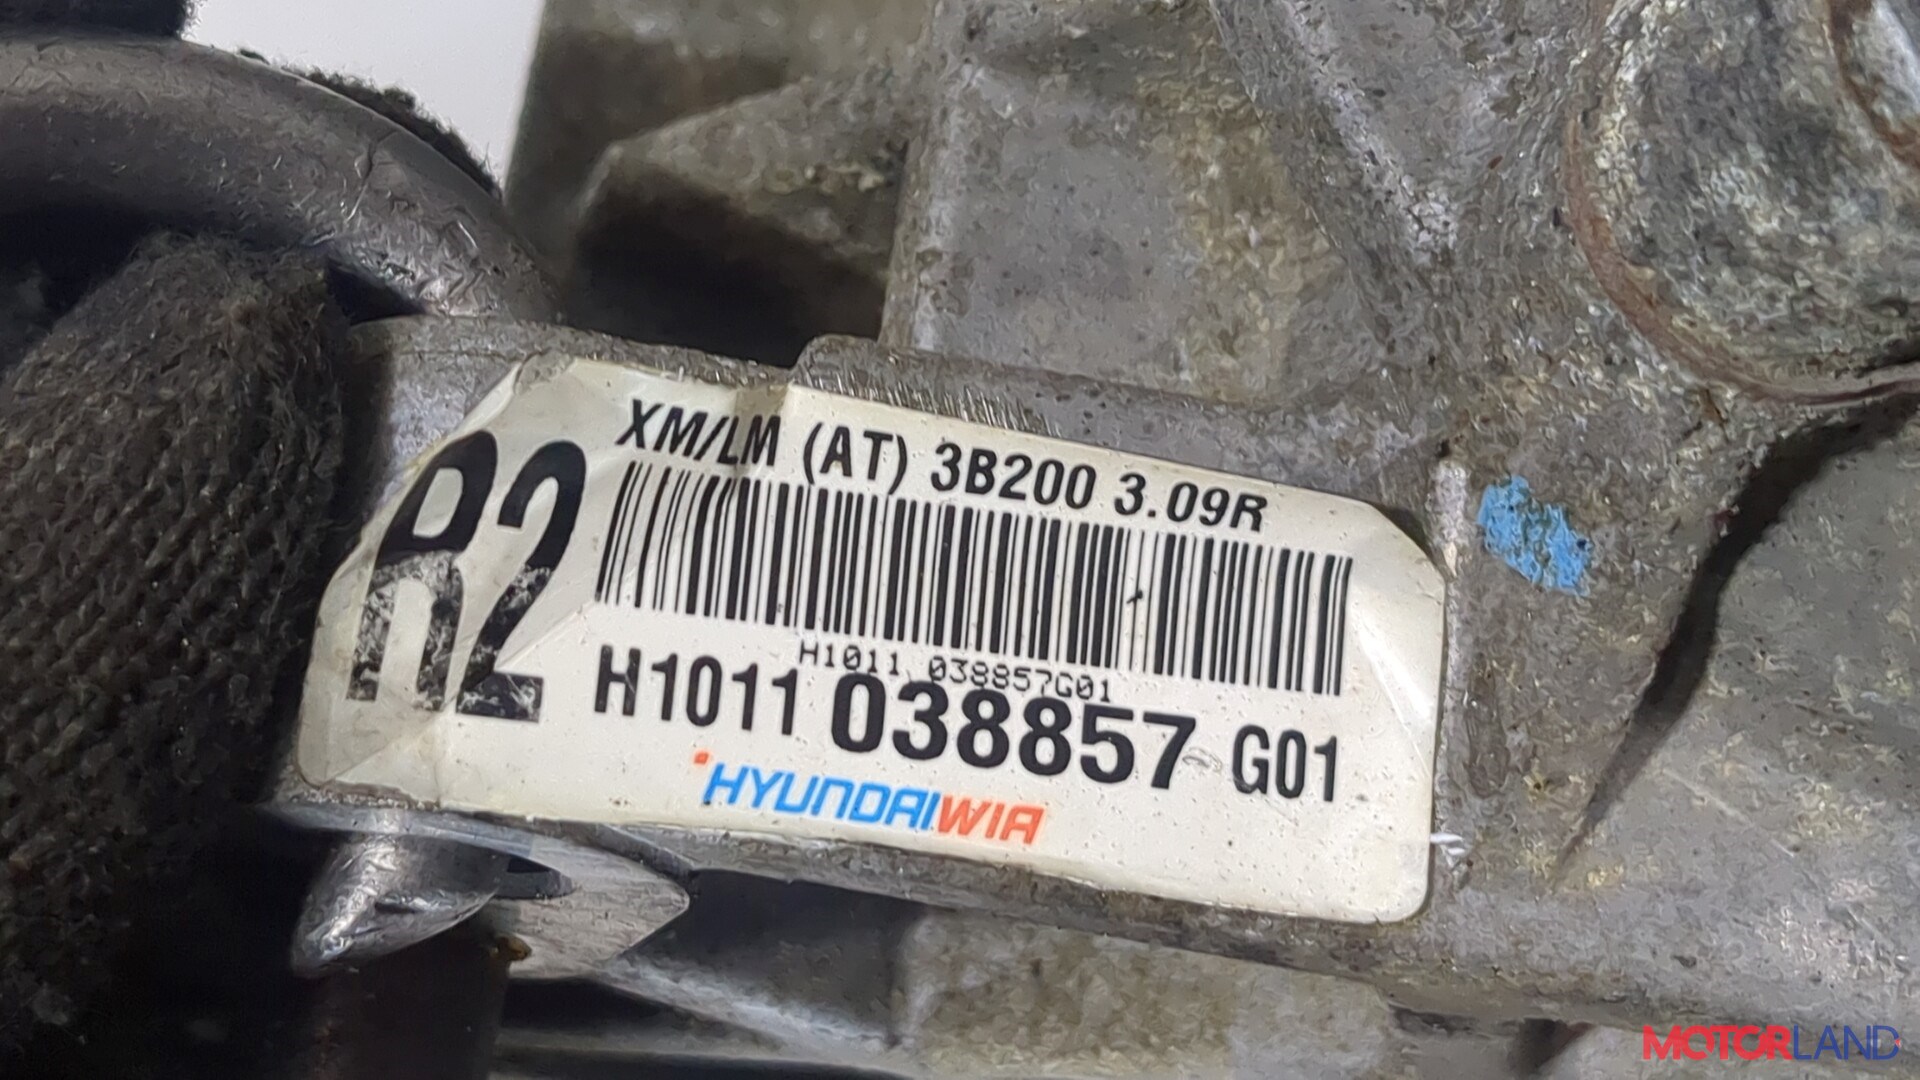 R2
XM/LM (AT) 3B200 3.09R
H1011 038857G01
H1011 038857 G01
HYUNDAIWIA
MOTORLAND